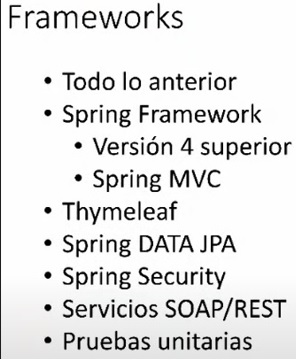 Frameworks
• Todo lo anterior
• Spring Framework
• Versión 4 superior
• Spring MVC
• Thymeleaf
• Spring DATA JPA
• Spring Security
• Servicios SOAP/REST
• Pruebas unitarias